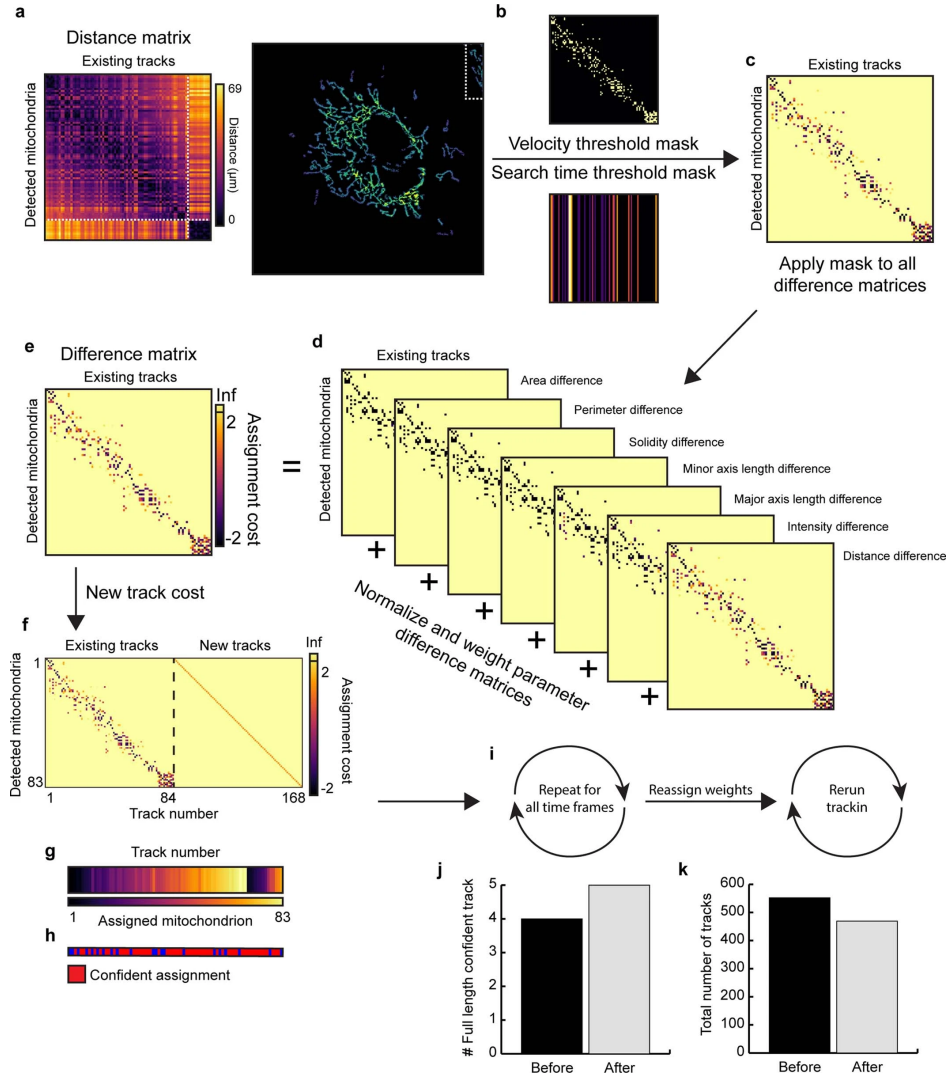 a
Distance matrix
Existing tracks
Detected mitochondria
69
Distance (µm)
0
b
Velocity threshold mask
Search time threshold mask
c
Existing tracks
Detected mitochondria
Apply mask to all
difference matrices
e
Difference matrix
Existing tracks
Detected mitochondria
Inf
2
-2
Assignment cost
=
d
Existing tracks
Detected mitochondria
Area difference
Perimeter difference
Solidity difference
Minor axis length difference
Major axis length difference
Intensity difference
Distance difference
+
+
+
+
+
+
Normalize and weight parameter
difference matrices
New track cost
f
Existing tracks
New tracks
Detected mitochondria
1
83
1
84
168
Track number
Inf
2
-2
Assignment cost
g
Track number
1
Assigned mitochondrion
83
h
Confident assignment
i
Repeat for
all time frames
Reassign weights
Rerun
trackin
j
# Full length confident track
5
4
3
2
1
0
Before
After
k
Total number of tracks
600
500
400
300
200
100
0
Before
After